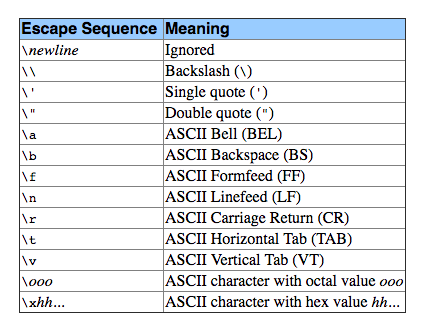 Escape Sequence Meaning
\newline Ignored
\\ Backslash (\)
\' Single quote (')
\" Double quote (")
\a ASCII Bell (BEL)
\b ASCII Backspace (BS)
\f ASCII Formfeed (FF)
\n ASCII Linefeed (LF)
\r ASCII Carriage Return (CR)
\t ASCII Horizontal Tab (TAB)
\v ASCII Vertical Tab (VT)
\ooo ASCII character with octal value ooo
\xhh... ASCII character with hex value hh...